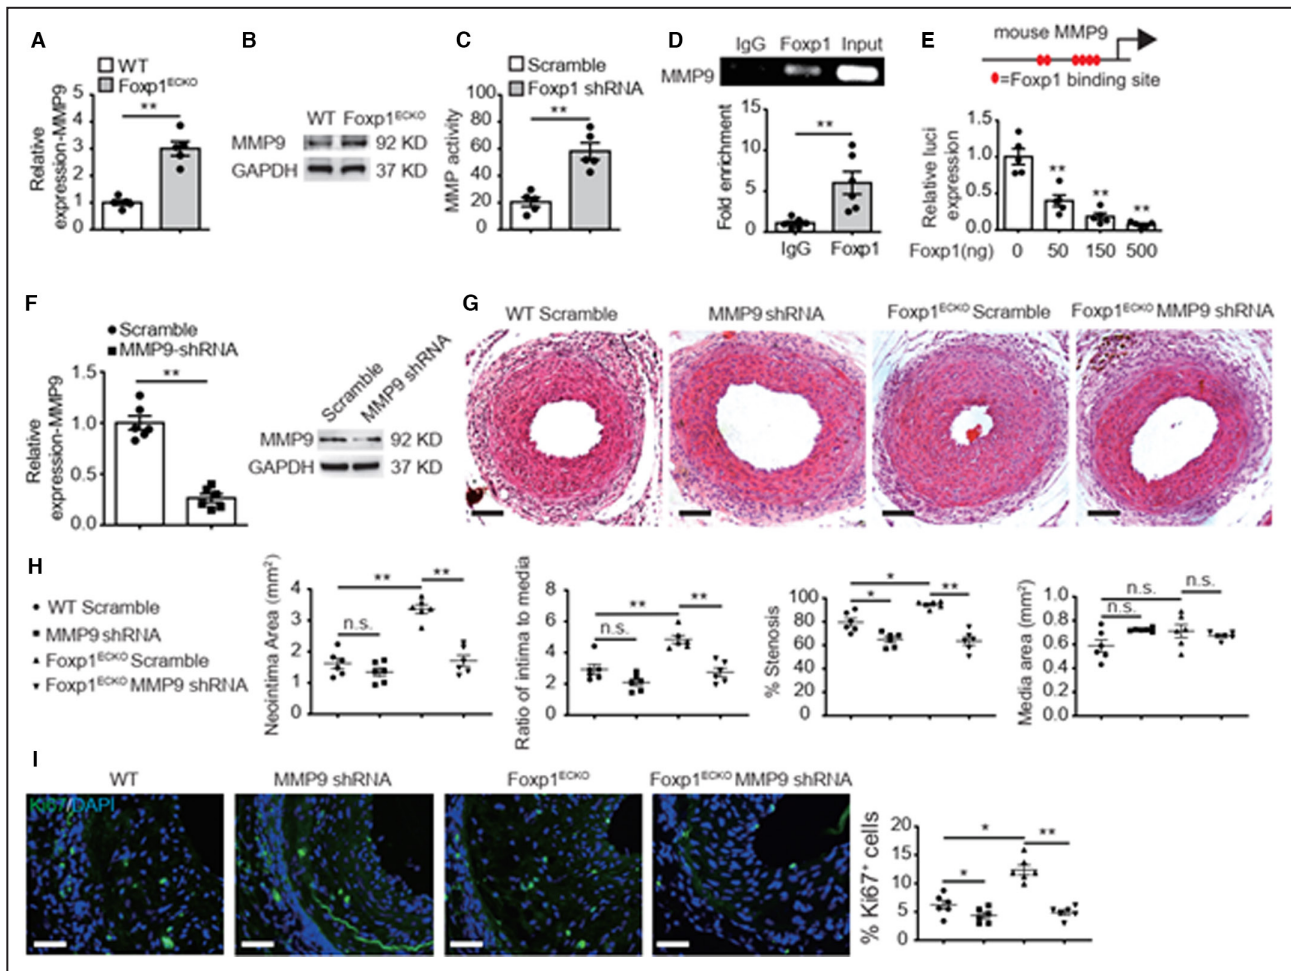 A
WT
Foxp1ECKO
Relative
expression-MMP9
5
4
3
2
1
0
**
B
WT Foxp1ECKO
MMP9 92 KD
GAPDH 37 KD
C
Scramble
Foxp1 shRNA
MMP activity
100
80
60
40
20
0
**
D
IgG Foxp1 Input
MMP9
Fold enrichment
15
10
5
0
**
IgG Foxp1
E
mouse MMP9
=Foxp1 binding site
Relative luci
expression
1.5
1.0
0.5
0.0
**
**
**
Foxp1(ng) 0 50 150 500
F
Scramble
MMP9-shRNA
Relative
expression-MMP9
1.5
1.0
0.5
0.0
**
Scramble
MMP9 shRNA
MMP9 92 KD
GAPDH 37 KD
G
WT Scramble
MMP9 shRNA
Foxp1ECKO Scramble
Foxp1ECKO MMP9 shRNA
H
WT Scramble
MMP9 shRNA
Foxp1ECKO Scramble
Foxp1ECKO MMP9 shRNA
Neointima Area (mm2)
4
3
2
1
0
** **
n.s.
Ratio of intima to media
8
6
4
2
0
** **
n.s.
% Stenosis
100
80
60
40
20
0
* **
*
Media area (mm2)
1.0
0.8
0.6
0.4
0.2
0.0
n.s. n.s.
n.s.
I
WT
MMP9 shRNA
Foxp1ECKO
Foxp1ECKO MMP9 shRNA
Ki67/DAPI
% Ki67+ cells
20
15
10
5
0
* **
*